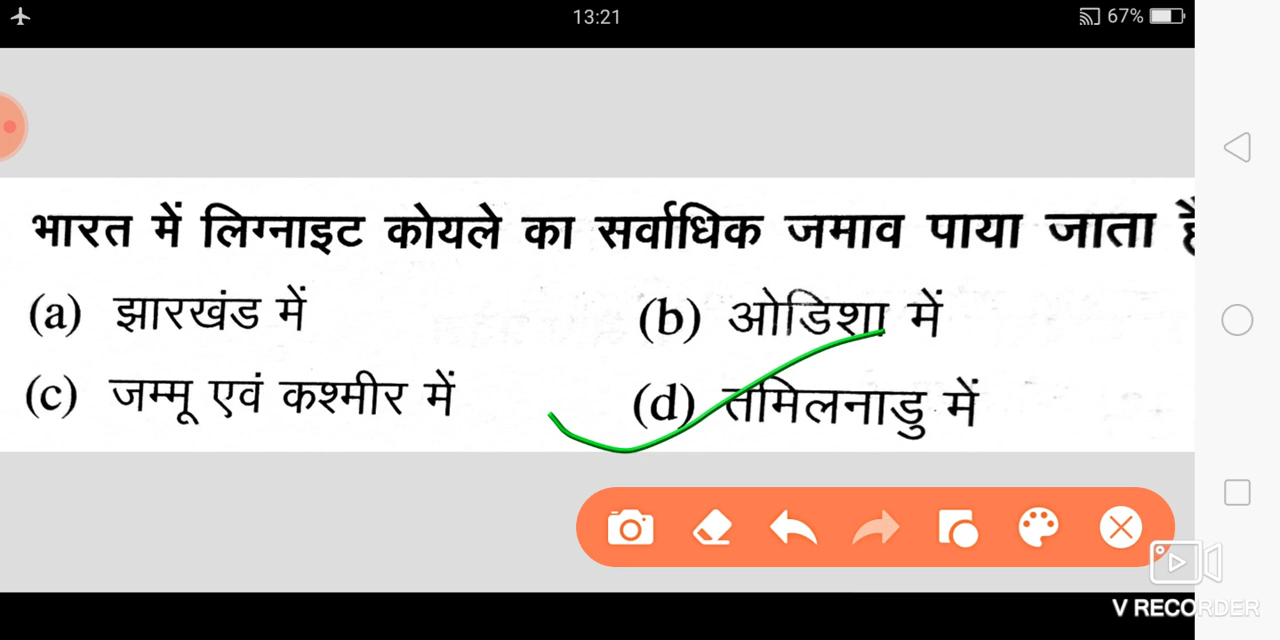 13:21
67%
भारत में लिग्नाइट कोयले का सर्वाधिक जमाव पाया जाता है
(a) झारखंड में
(b) ओडिशा में
(c) जम्मू एवं कश्मीर में
(d) तमिलनाडु में
V RECORDER